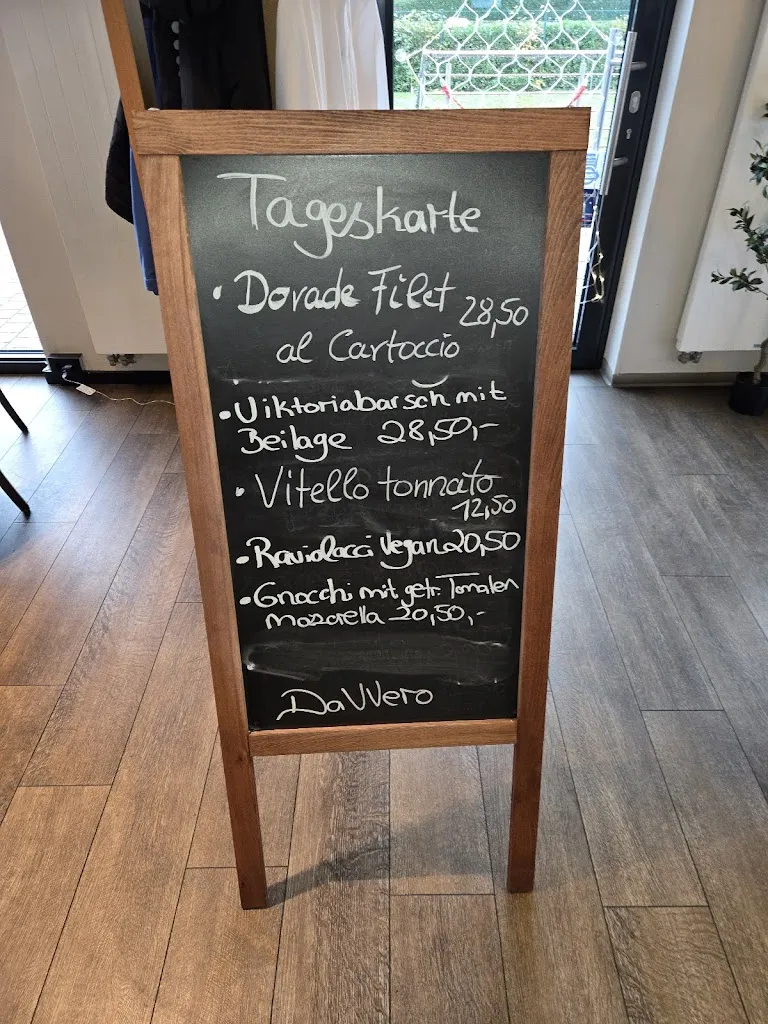 Tageskarte
• Dorade Filet 28,50
al Cartoccio
• Viktoriabarsch mit
Beilage 28,50,-
• Vitello tonnato
12,50
• Raviolacci Vegan 20,50
• Gnocchi mit getr. Tomaten
mozarella 20,50,-
DaVVero